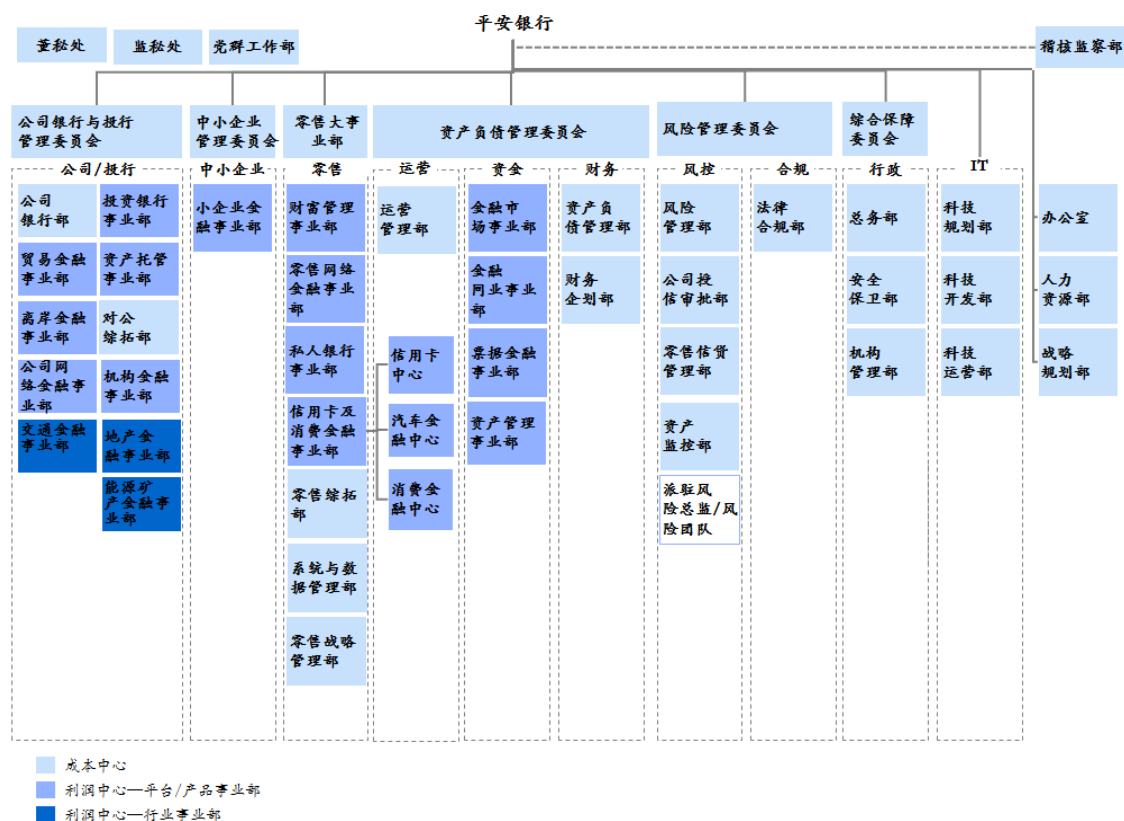 平安银行
董秘处
监秘处
党群工作部
稽核监察部
公司银行与投行
管理委员会
中小企业
管理委员会
零售大事
业部
资产负债管理委员会
风险管理委员会
综合保障
委员会
公司/投行
中小企业
零售
运营
资金
财务
风控
合规
行政
IT
公司
银行部
投资银行
事业部
贸易金融
事业部
资产托管
事业部
离岸金融
事业部
对公
综拓部
公司网
络金融事
业部
机构金融
事业部
交通金融
事业部
地产金
融事业部
能源矿
产金融事
业部
小企业金
融事业部
财富管理
事业部
零售网络
金融事业
部
私人银行
事业部
信用卡及
消费金融
事业部
零售综拓
部
系统与数
据管理部
零售战略
管理部
运营
管理部
信用卡
中心
汽车金
融中心
消费金
融中心
金融市
场事业部
金融
同业事业
部
票据金融
事业部
资产管理
事业部
资产负
债管理部
财务
企划部
风险
管理部
公司授
信审批部
零售信贷
管理部
资产
监控部
派驻风
险总监/风
险团队
法律
合规部
总务部
安全
保卫部
机构
管理部
科技
规划部
科技
开发部
科技
运营部
办公室
人力
资源部
战略
规划部
成本中心
利润中心—平台/产品事业部
利润中心—行业事业部